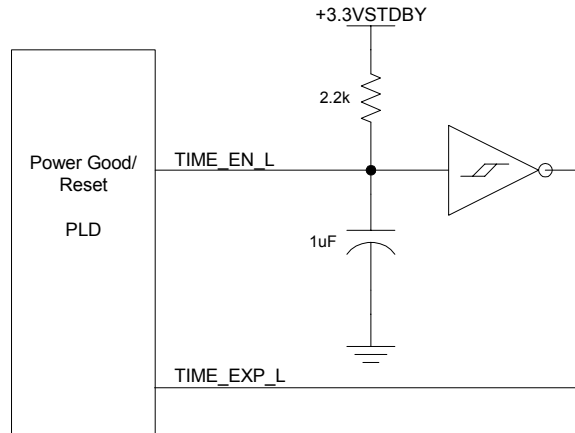 +3.3VSTDBY
2.2k
Power Good/
Reset
PLD
TIME_EN_L
1uF
TIME_EXP_L